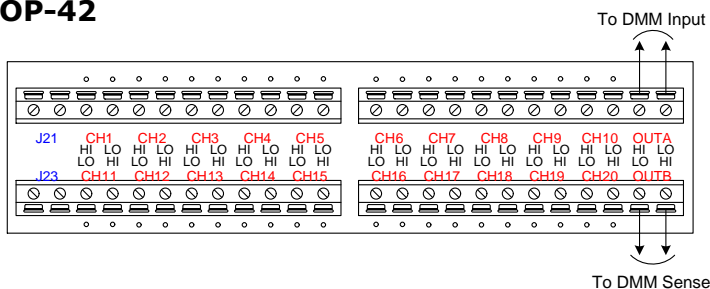 OP-42
To DMM Input
J21 CH1 CH2 CH3 CH4 CH5 CH6 CH7 CH8 CH9 CH10 OUTA
HI LO HI LO HI LO HI LO HI LO HI LO HI LO HI LO HI LO HI LO HI LO
LO HI LO HI LO HI LO HI LO HI LO HI LO HI LO HI LO HI LO HI LO HI
J23 CH11 CH12 CH13 CH14 CH15 CH16 CH17 CH18 CH19 CH20 OUTB
To DMM Sense